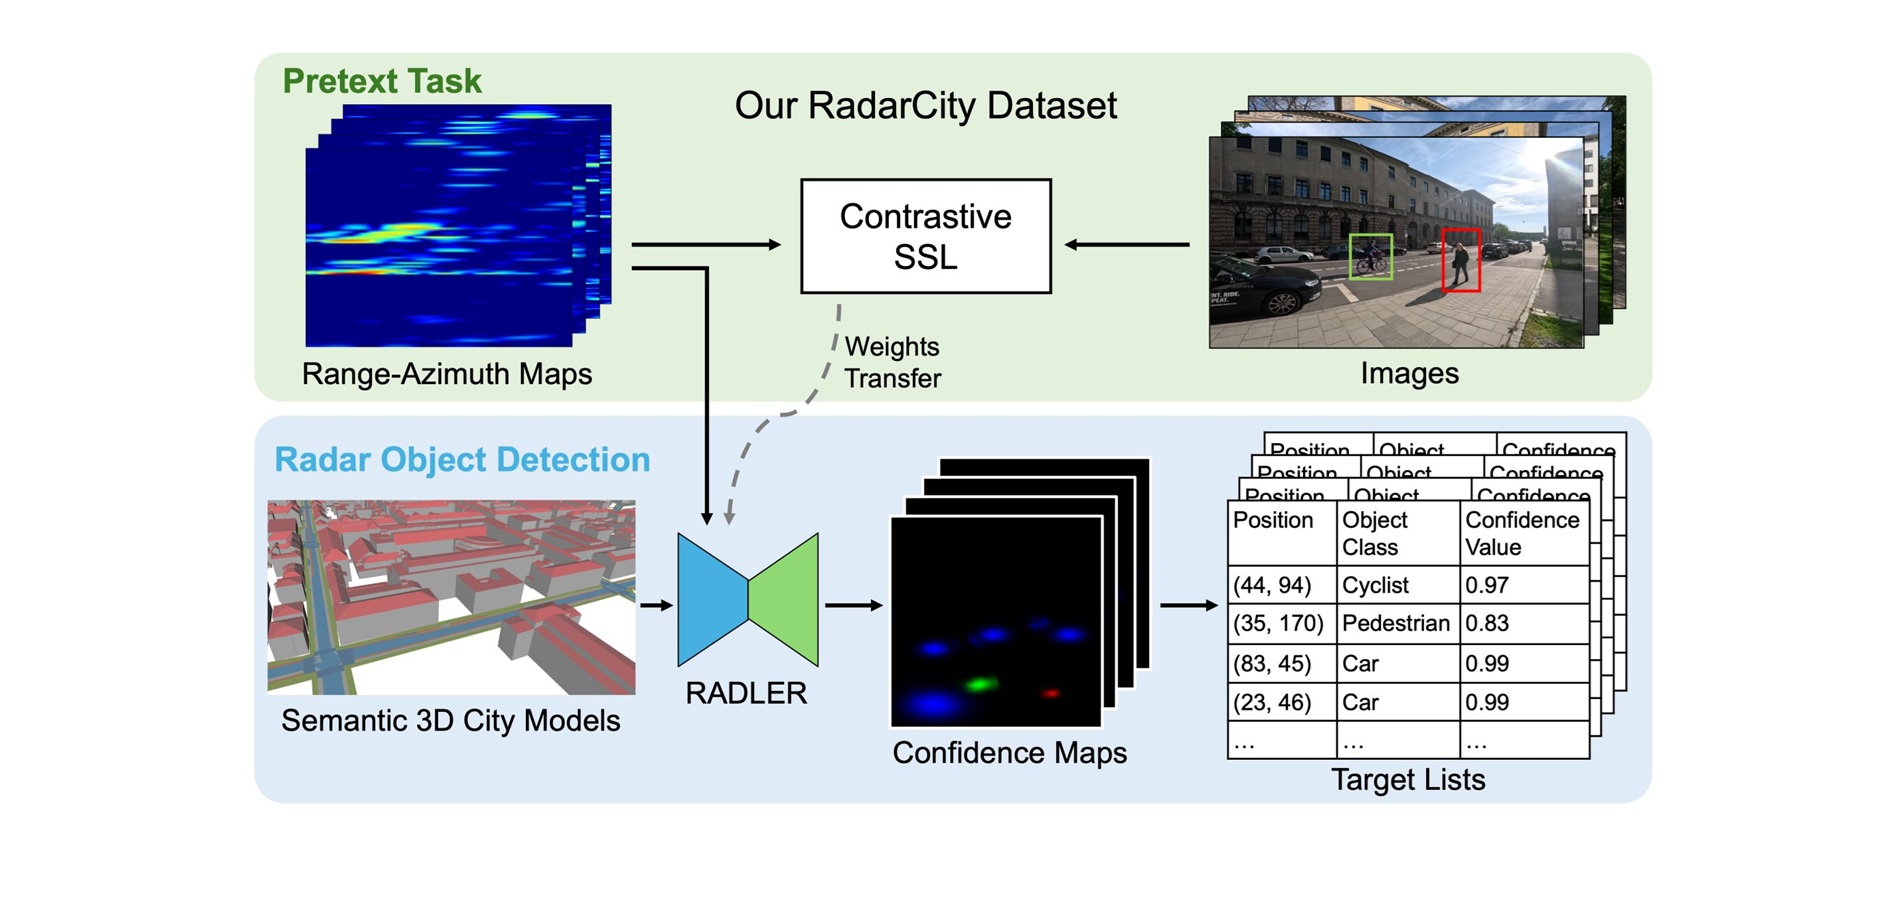 Pretext Task
Our RadarCity Dataset
Contrastive
SSL
Range-Azimuth Maps
Weights
Transfer
Images
Radar Object Detection
Position Object Confidence
Position Object Confidence
Position Object Confidence
Position Object Class Confidence Value
(44, 94) Cyclist 0.97
(35, 170) Pedestrian 0.83
(83, 45) Car 0.99
(23, 46) Car 0.99
... ... ...
RADLER
Semantic 3D City Models
Confidence Maps
Target Lists